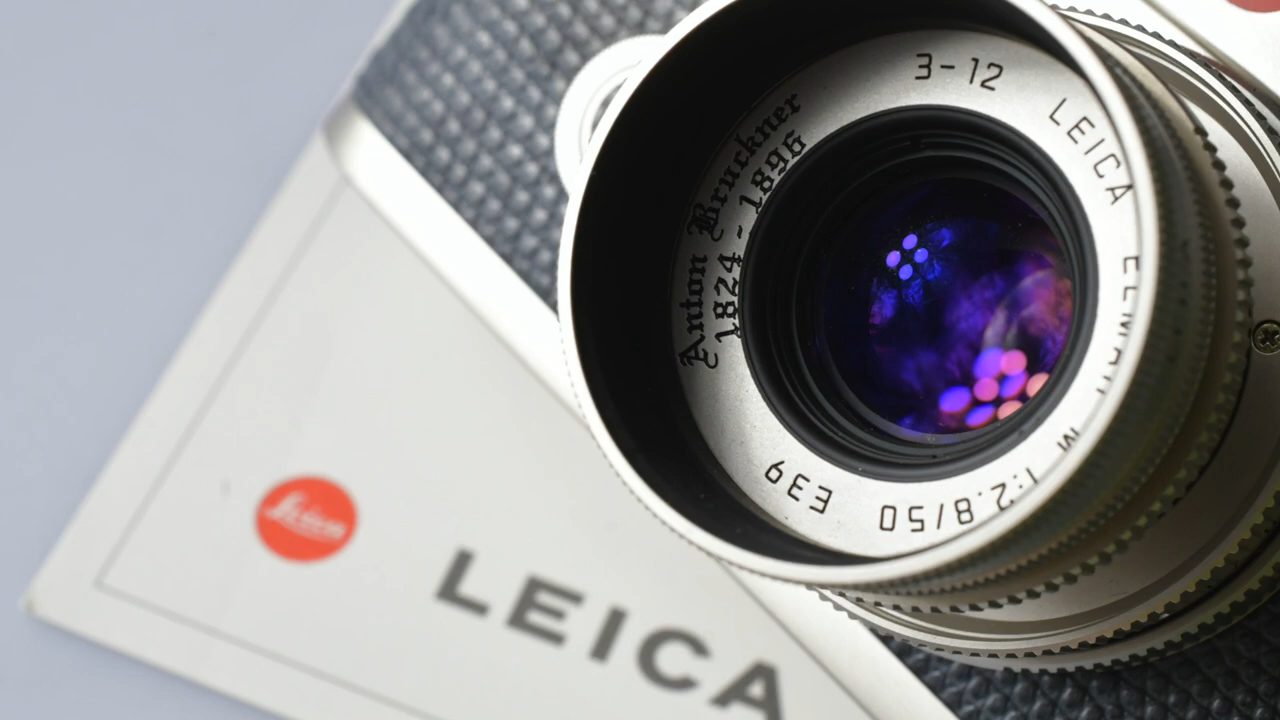 Anton Bruckner
1824 - 1896
3-12
LEICA ELMAR M 1:2.8/50 E39
Leica
LEICA